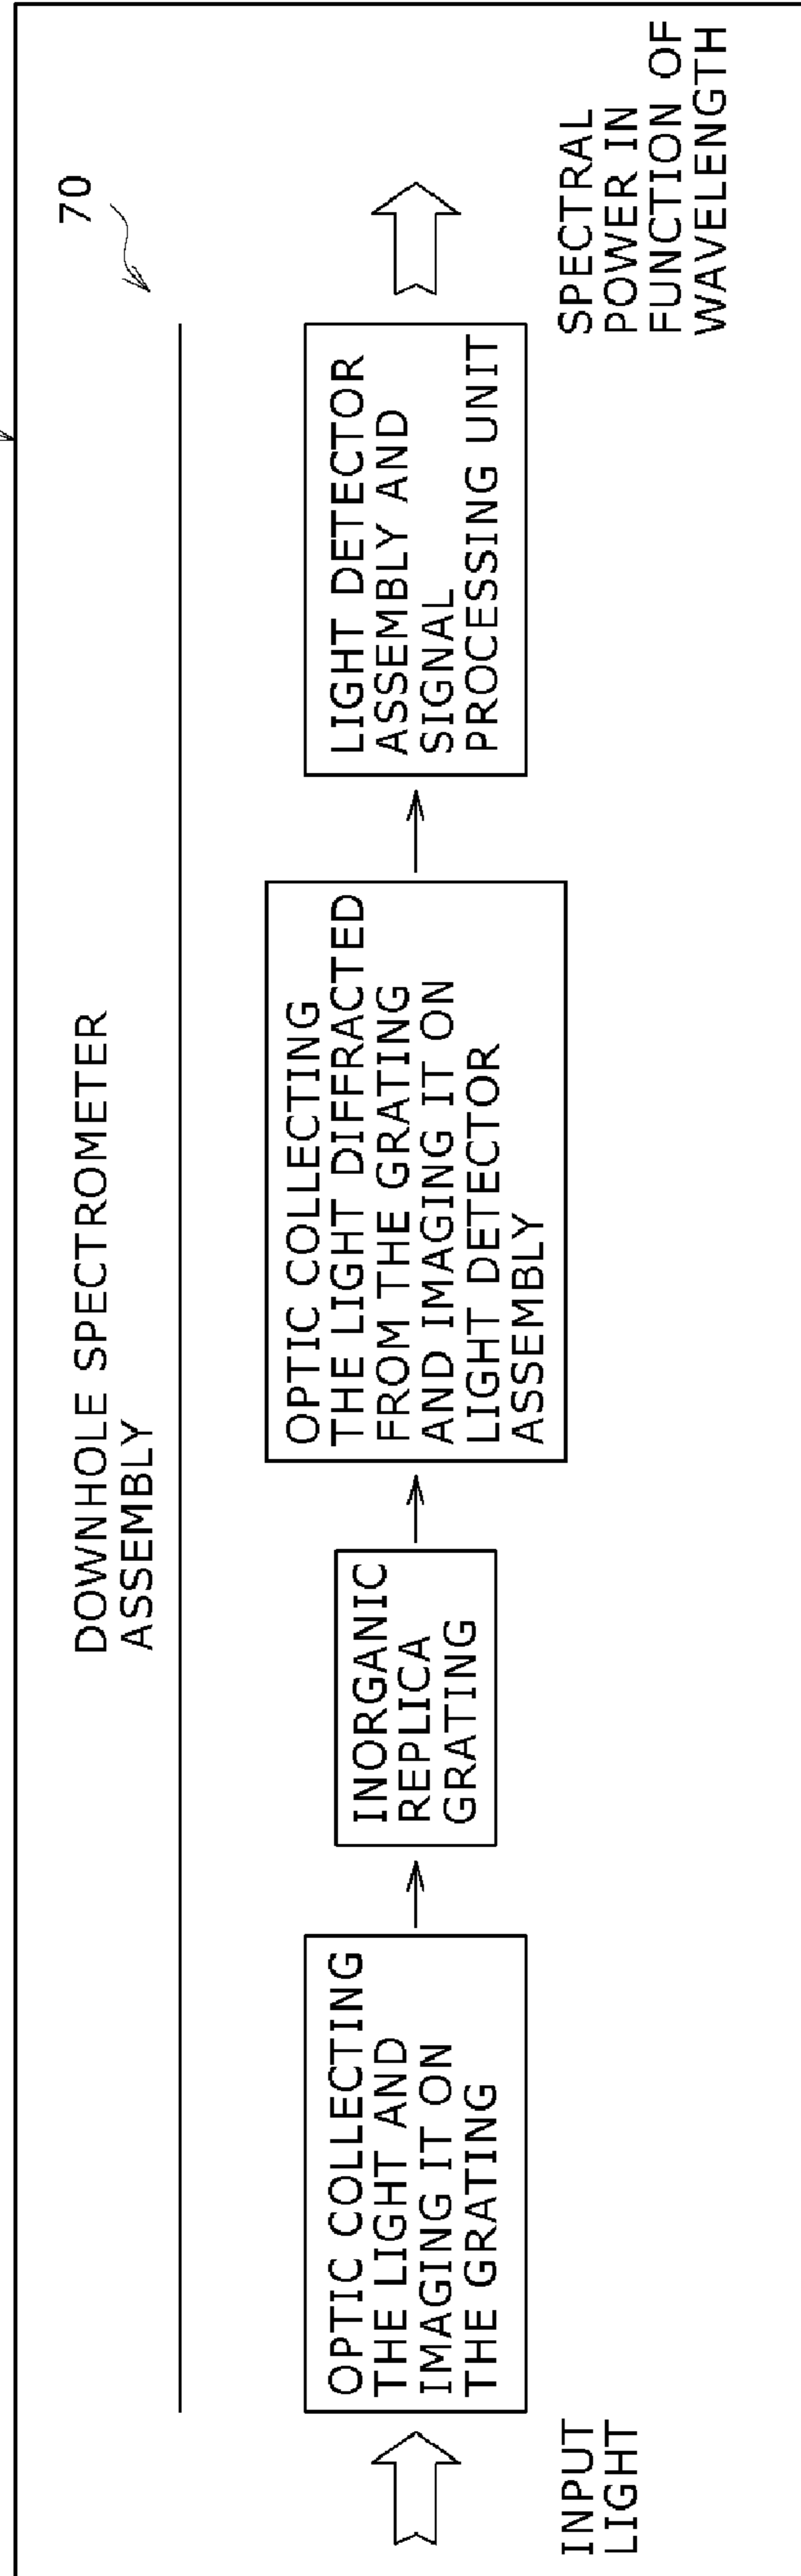 DOWNHOLE SPECTROMETER
ASSEMBLY
70
INPUT
LIGHT
OPTIC COLLECTING
THE LIGHT AND
IMAGING IT ON
THE GRATING
INORGANIC
REPLICA
GRATING
OPTIC COLLECTING
THE LIGHT DIFFRACTED
FROM THE GRATING
AND IMAGING IT ON
LIGHT DETECTOR
ASSEMBLY
LIGHT DETECTOR
ASSEMBLY AND
SIGNAL
PROCESSING UNIT
SPECTRAL
POWER IN
FUNCTION OF
WAVELENGTH